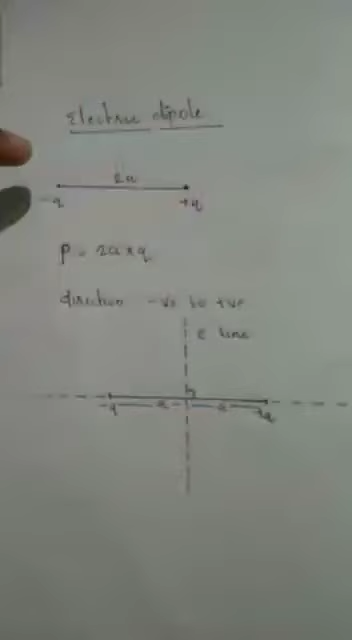 Electric dipole
2a
-q +q
P = 2a × q
direction -ve to +ve
E line
-q a a +q